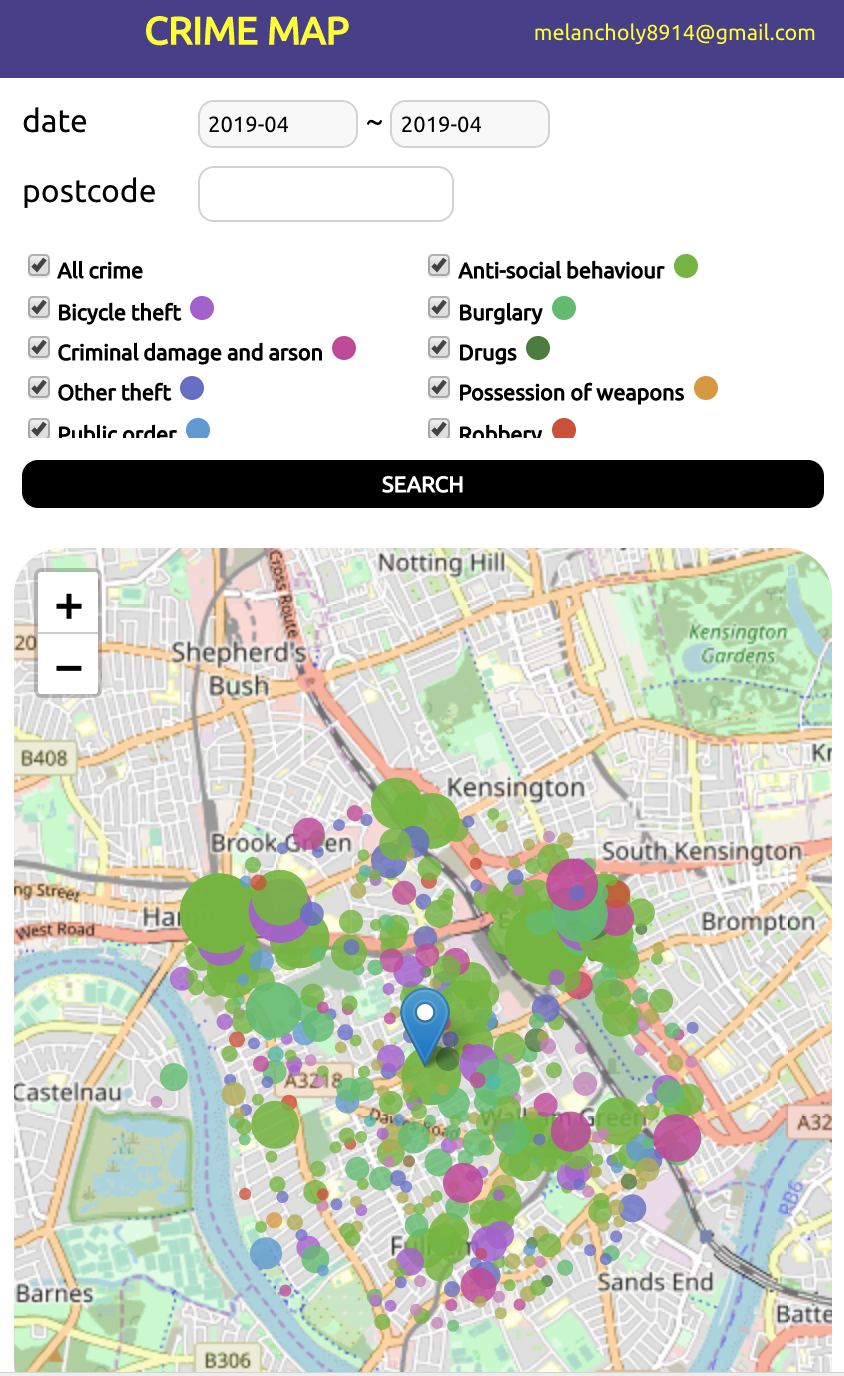 CRIME MAP
melancholy8914@gmail.com
date
2019-04 ~ 2019-04
postcode
All crime
Anti-social behaviour
Bicycle theft
Burglary
Criminal damage and arson
Drugs
Other theft
Possession of weapons
Public order
Robbery
SEARCH
Notting Hill
Cross Route
+
20
Kensington
Gardens
Shepherd's
Bush
−
B408
Kr
Kensington
Brook Green
South Kensington
ng Street
Ha
Brompton
West Road
Castelnau
A3218
A32
Dawes Road
Walham Green
RB6
Fulham
Sands End
Barnes
Batte
B306